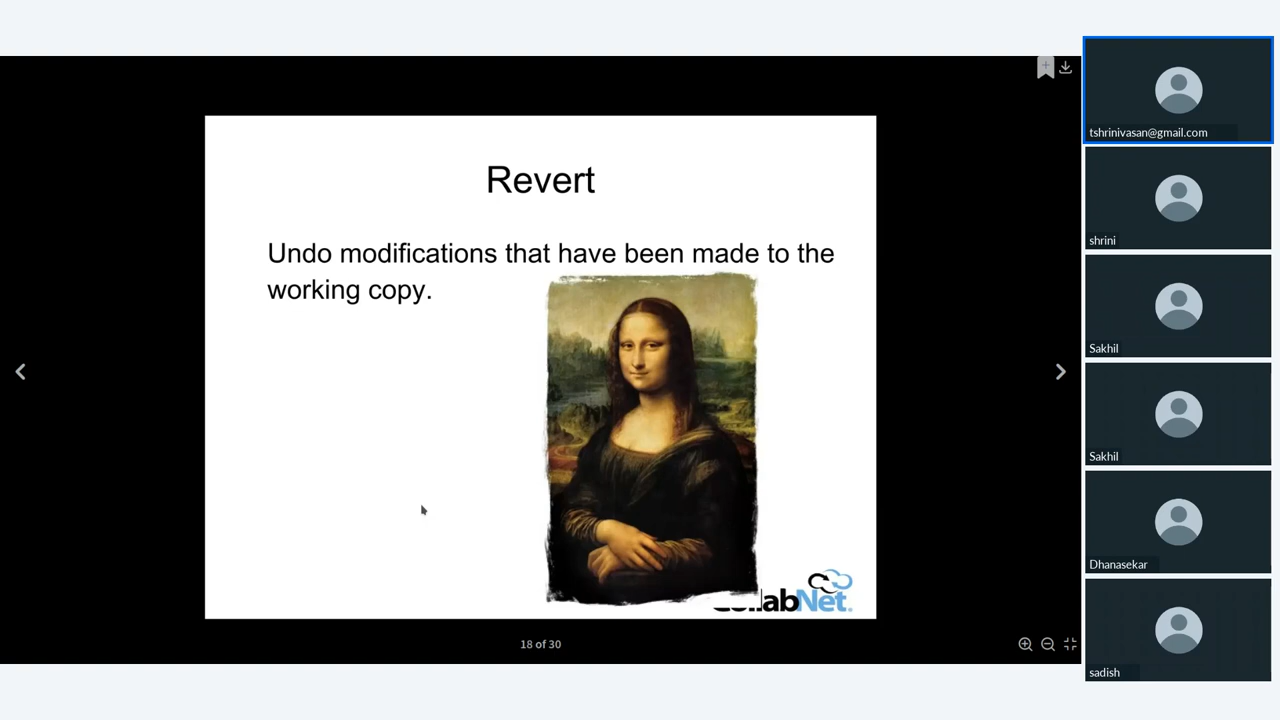 Revert
Undo modifications that have been made to the
working copy.
abNet.
18 of 30
tshrinivasan@gmail.com
shrini
Sakhil
Sakhil
Dhanasekar
sadish